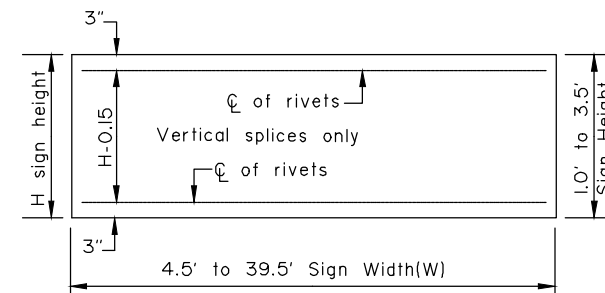 3"
H sign height
H-0.15
℄ of rivets
Vertical splices only
℄ of rivets
1.0' to 3.5'
Sign Height
3"
4.5' to 39.5' Sign Width(W)